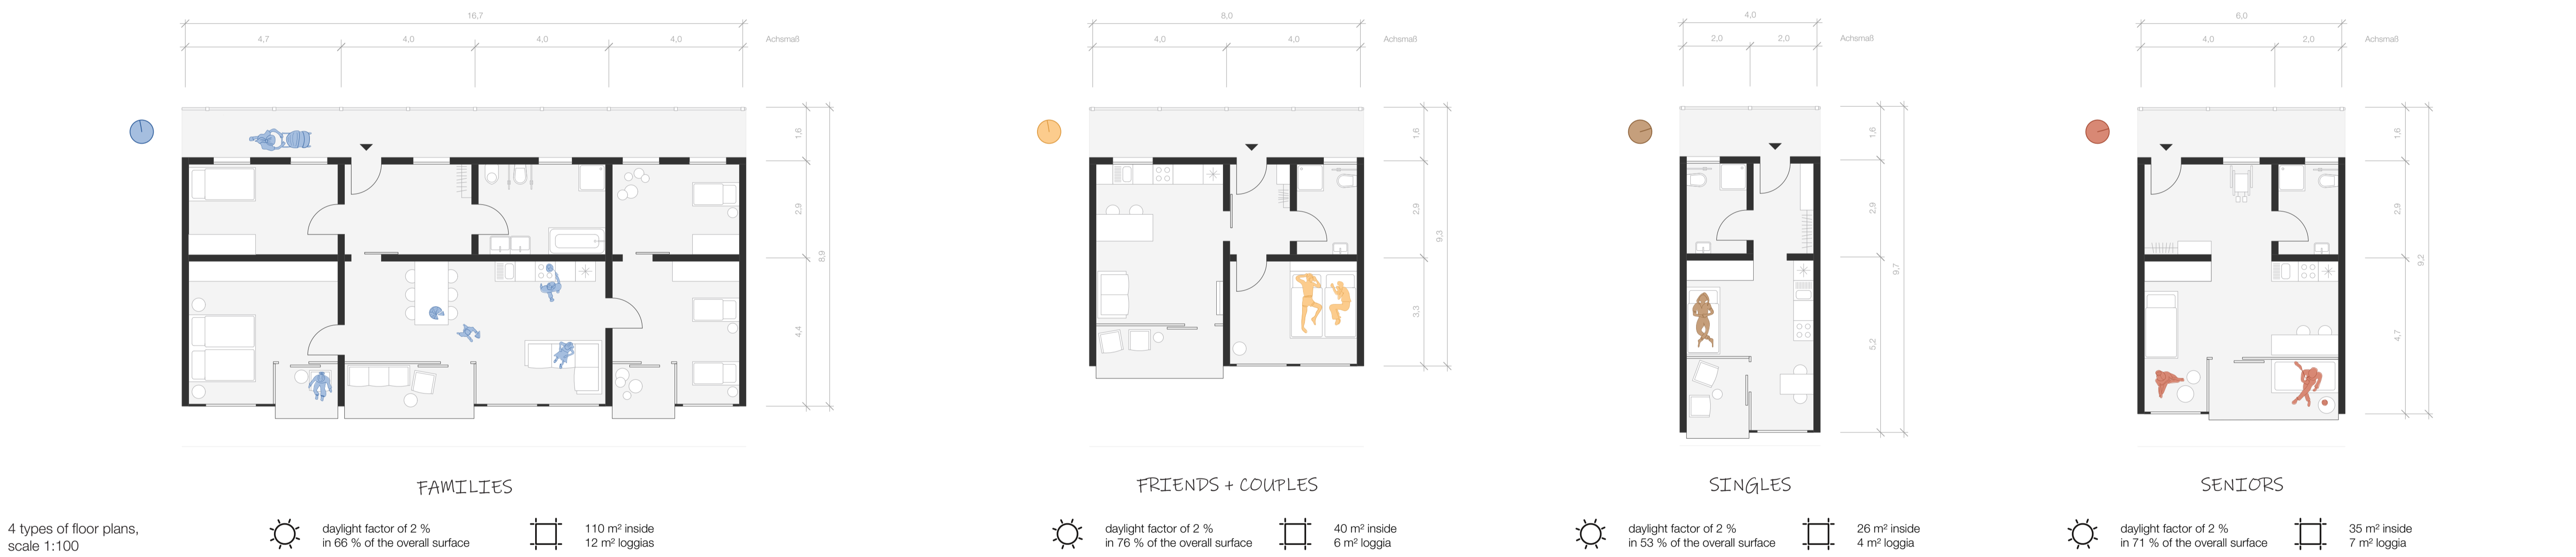 16,7
4,7 4,0 4,0 4,0 Achsmaß
1,6
2,9
8,9
4,4
FAMILIES
daylight factor of 2 %
in 66 % of the overall surface
110 m² inside
12 m² loggias
8,0
4,0 4,0 Achsmaß
1,6
2,9
9,3
3,3
FRIENDS + COUPLES
daylight factor of 2 %
in 76 % of the overall surface
40 m² inside
6 m² loggia
4,0
2,0 2,0 Achsmaß
1,6
2,9
9,7
5,2
SINGLES
daylight factor of 2 %
in 53 % of the overall surface
26 m² inside
4 m² loggia
6,0
4,0 2,0 Achsmaß
1,6
2,9
9,2
4,7
SENIORS
daylight factor of 2 %
in 71 % of the overall surface
35 m² inside
7 m² loggia
4 types of floor plans,
scale 1:100